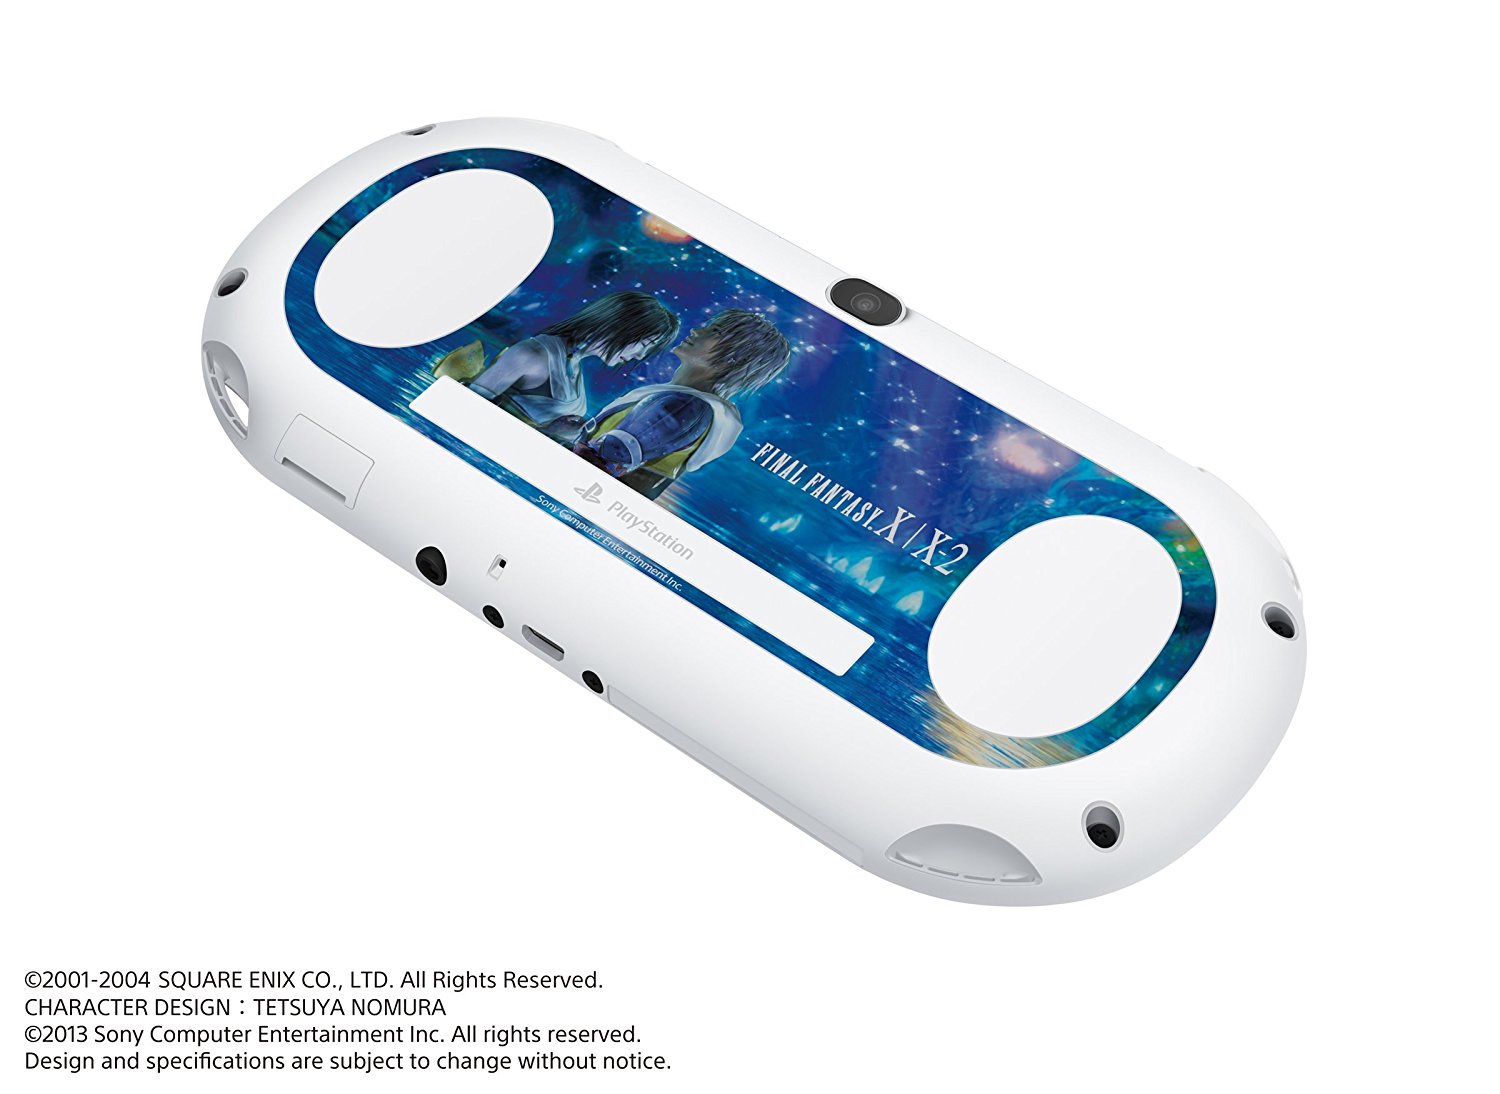 FINAL FANTASY. X / X-2
PlayStation
Sony Computer Entertainment Inc.
©2001-2004 SQUARE ENIX CO., LTD. All Rights Reserved.
CHARACTER DESIGN：TETSUYA NOMURA
©2013 Sony Computer Entertainment Inc. All rights reserved.
Design and specifications are subject to change without notice.